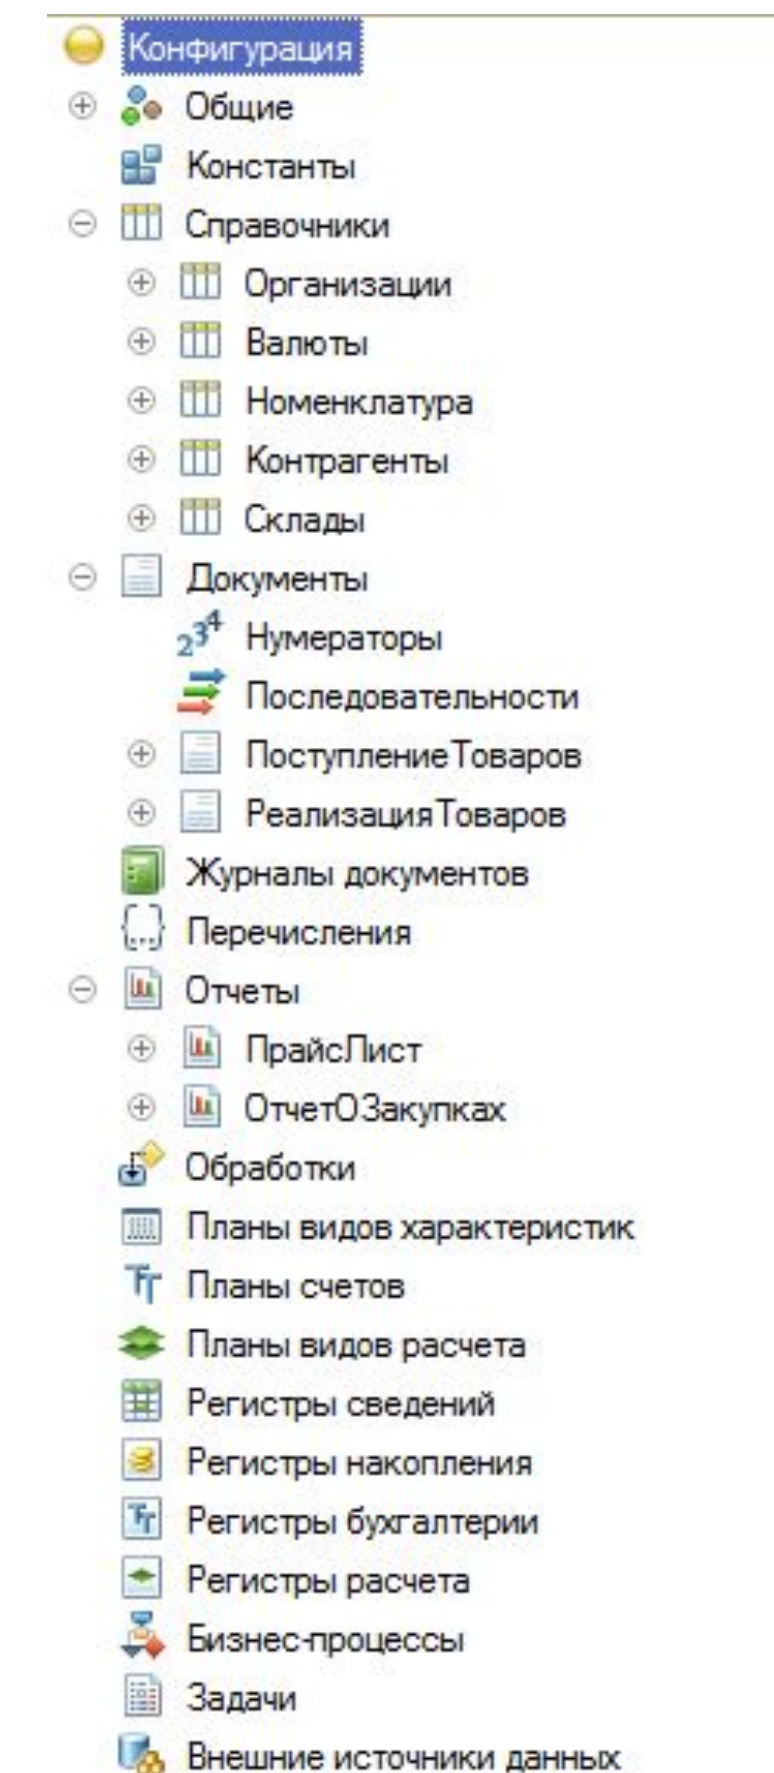 Конфигурация
Общие
Константы
Справочники
Организации
Валюты
Номенклатура
Контрагенты
Склады
Документы
Нумераторы
Последовательности
ПоступлениеТоваров
РеализацияТоваров
Журналы документов
Перечисления
Отчеты
ПрайсЛист
ОтчетОЗакупках
Обработки
Планы видов характеристик
Планы счетов
Планы видов расчета
Регистры сведений
Регистры накопления
Регистры бухгалтерии
Регистры расчета
Бизнес-процессы
Задачи
Внешние источники данных